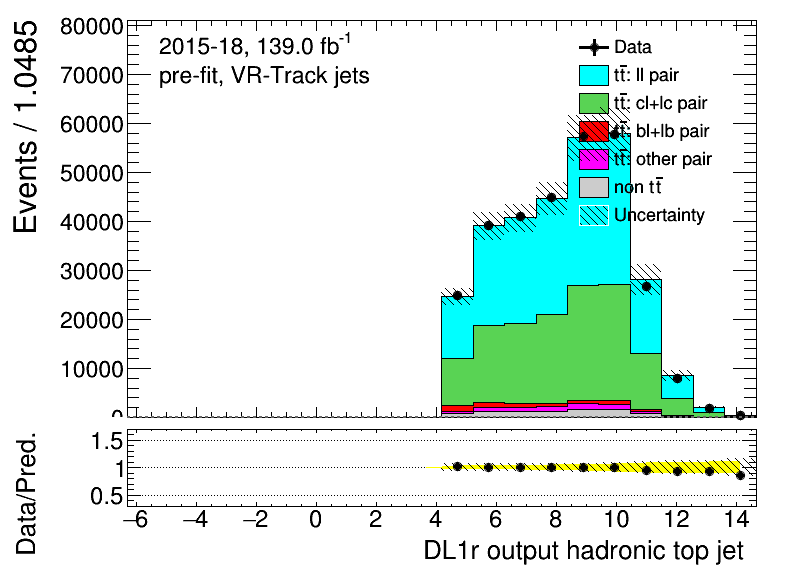 80000
70000
60000
50000
40000
30000
20000
10000
0
Events / 1.0485
2015-18, 139.0 fb⁻¹
pre-fit, VR-Track jets
Data
tt̄: ll pair
tt̄: cl+lc pair
tt̄: bl+lb pair
tt̄: other pair
non tt̄
Uncertainty
Data/Pred.
1.5
1
0.5
−6 −4 −2 0 2 4 6 8 10 12 14
DL1r output hadronic top jet